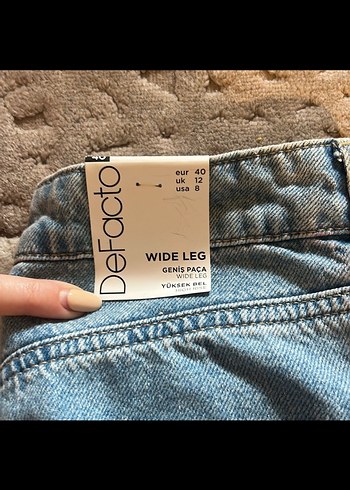 DeFacto
eur 40
uk 12
usa 8
WIDE LEG
GENİŞ PAÇA
WIDE LEG
YÜKSEK BEL